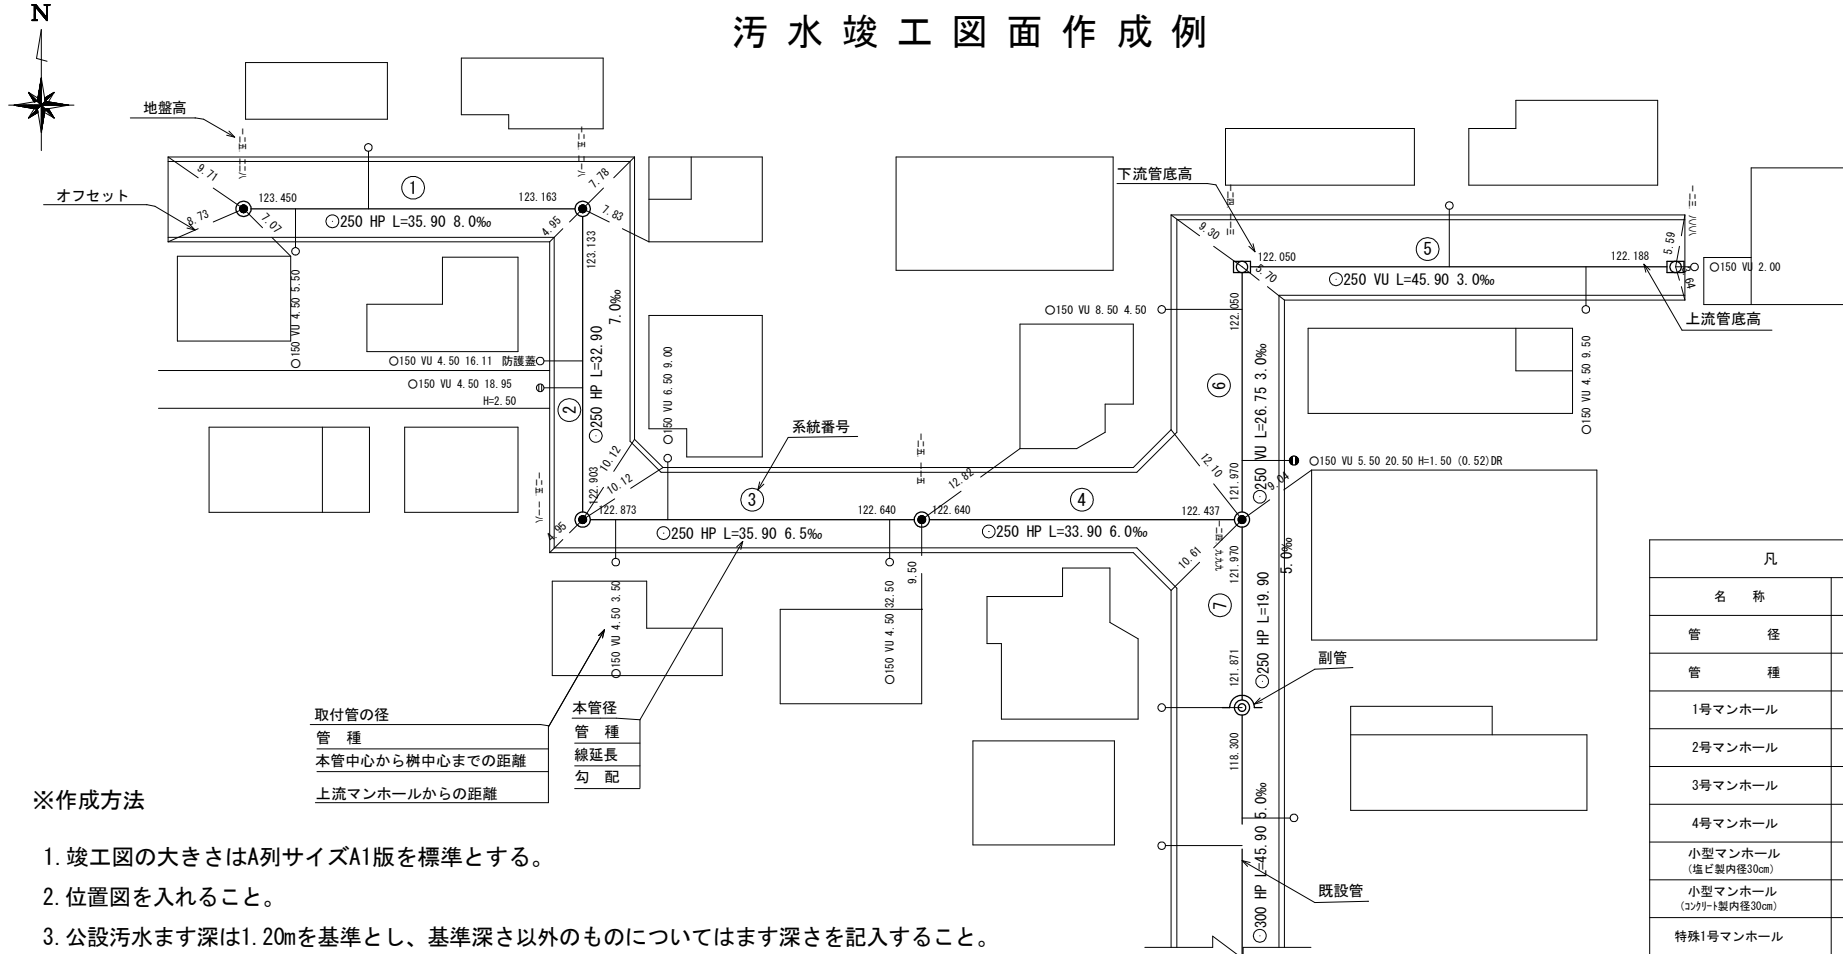 汚水竣工図面作成例
N
地盤高
オフセット
9.71
8.73
7.07
123.450
①
123.163
○250 HP L=35.90 8.0‰
7.78
7.83
4.95
123.133
○150 VU 4.50 5.50
○250 HP L=32.90
7.0‰
○150 VU 4.50 16.11 防護蓋
○150 VU 4.50 18.95
H=2.50
②
○150 VU 6.50 9.00
122.903
10.12
10.12
4.95
系統番号
122.873
③
122.640
○250 HP L=35.90 6.5‰
12.82
122.640
④
122.437
○250 HP L=33.90 6.0‰
○150 VU 4.50 3.50
○150 VU 4.50 32.50
9.50
下流管底高
9.30
5.70
122.050
⑤
122.188
○250 VU L=45.90 3.0‰
5.59
○150 VU 2.00
上流管底高
○150 VU 8.50 4.50
122.050
⑥
○250 VU L=26.75 3.0‰
○150 VU 4.50 9.50
12.10
121.970
9.04
○150 VU 5.50 20.50 H=1.50 (0.52)DR
10.61
121.970
⑦
○250 HP L=19.90
5.0‰
121.871
副管
118.300
○300 HP L=45.90 5.0‰
既設管
取付管の径
管 種
本管中心から桝中心までの距離
上流マンホールからの距離
本管径
管 種
線延長
勾 配
※作成方法
1.竣工図の大きさはA列サイズA1版を標準とする。
2.位置図を入れること。
3.公設汚水ます深は1.20mを基準とし、基準深さ以外のものについてはます深さを記入すること。
凡
名 称
管 径
管 種
1号マンホール
2号マンホール
3号マンホール
4号マンホール
小型マンホール
(塩ビ製内径30cm)
小型マンホール
(コンクリート製内径30cm)
特殊1号マンホール